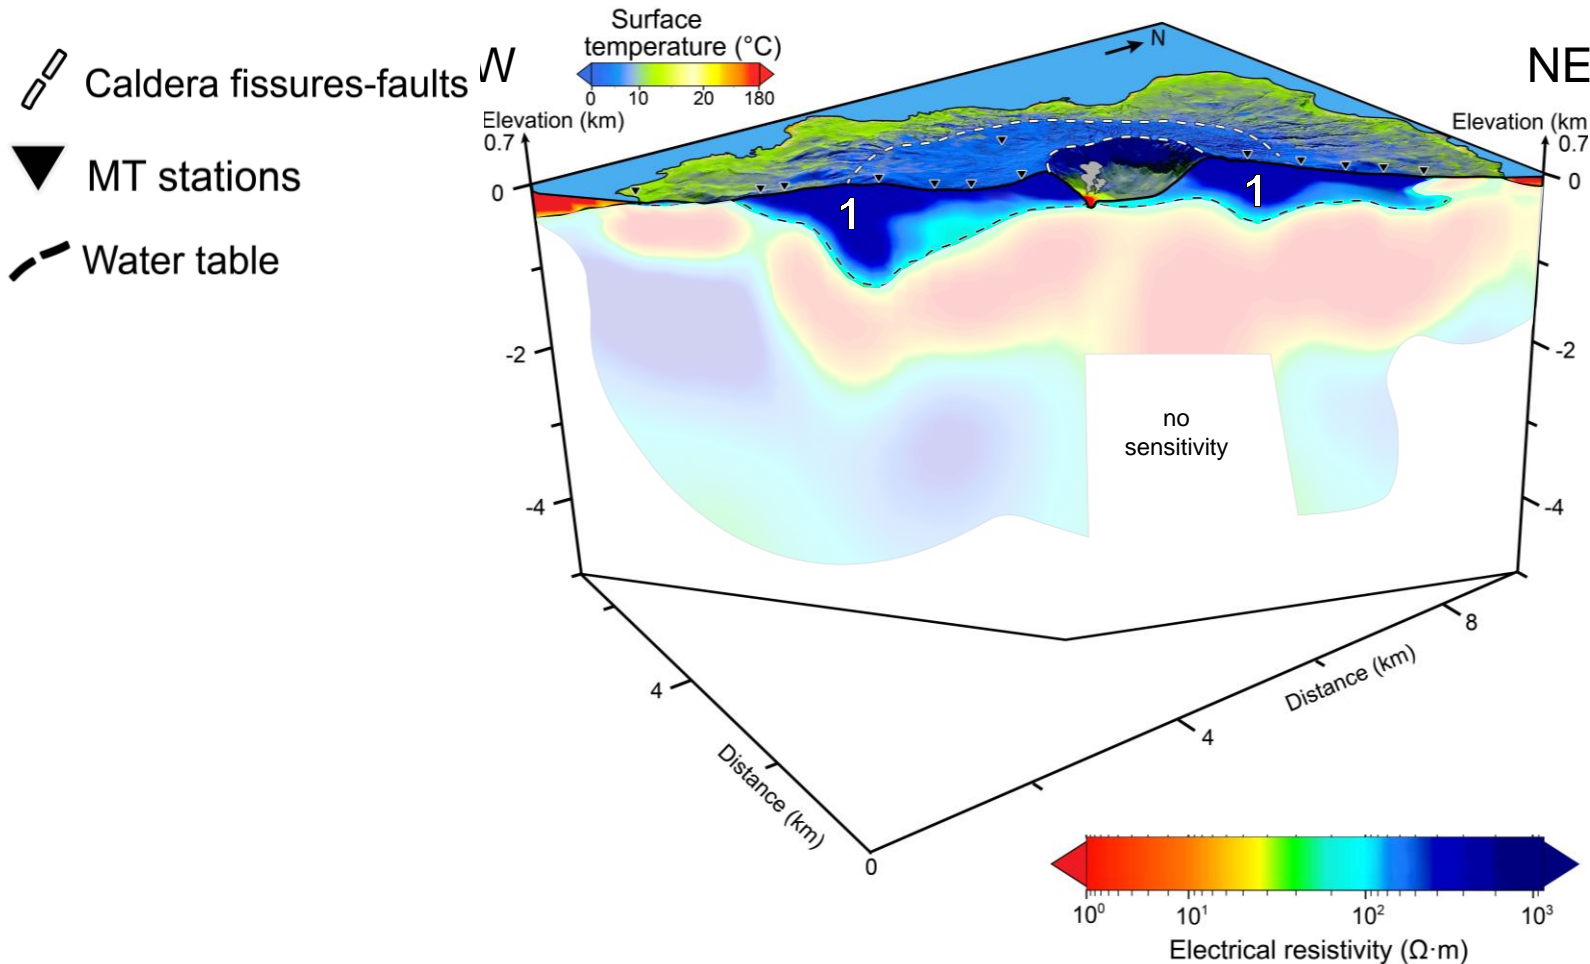 Surface
temperature (°C)
0 10 20 180
N
W
NE
Caldera fissures-faults
MT stations
Water table
Elevation (km)
0.7
0
-2
-4
Elevation (km
0.7
0
-2
-4
1
1
no
sensitivity
4
Distance (km)
0
4
8
Distance (km)
10⁰ 10¹ 10² 10³
Electrical resistivity (Ω·m)